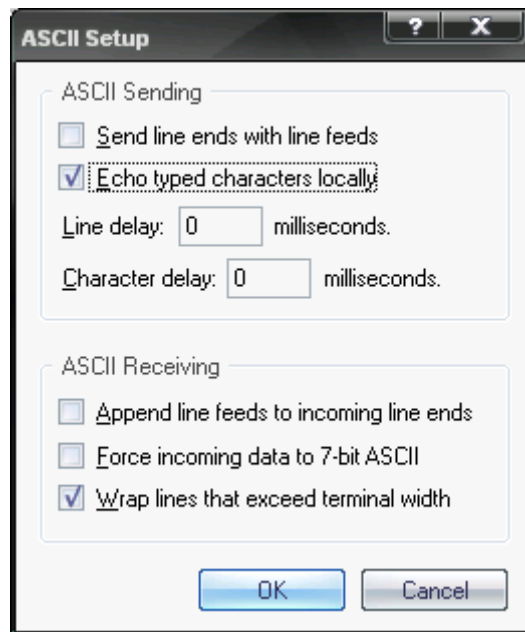 ASCII Setup ? X
ASCII Sending
Send line ends with line feeds
Echo typed characters locally
Line delay: 0 milliseconds.
Character delay: 0 milliseconds.
ASCII Receiving
Append line feeds to incoming line ends
Force incoming data to 7-bit ASCII
Wrap lines that exceed terminal width
OK Cancel